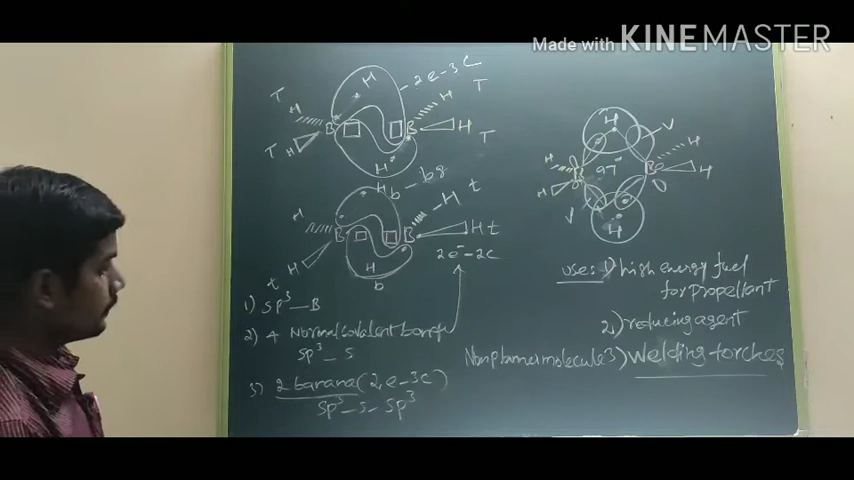 Made with KINEMASTER
H
2e-3c
T
H
H
T
B
B
H
T
H
T
H
H
b - bg
H
H t
B
B
H t
H
H
b
t
2e⁻-2c
1) sp³ - B
2) 4 Normal covalent
sp³ - S
3) 2 banana (2e-3c)
sp³ - s - sp³
H
V
H
H
97°
H
H
V
H
uses: 1) high energy fuel
for propellant
2) reducing agent
Nonplanar molecule 3) welding torches